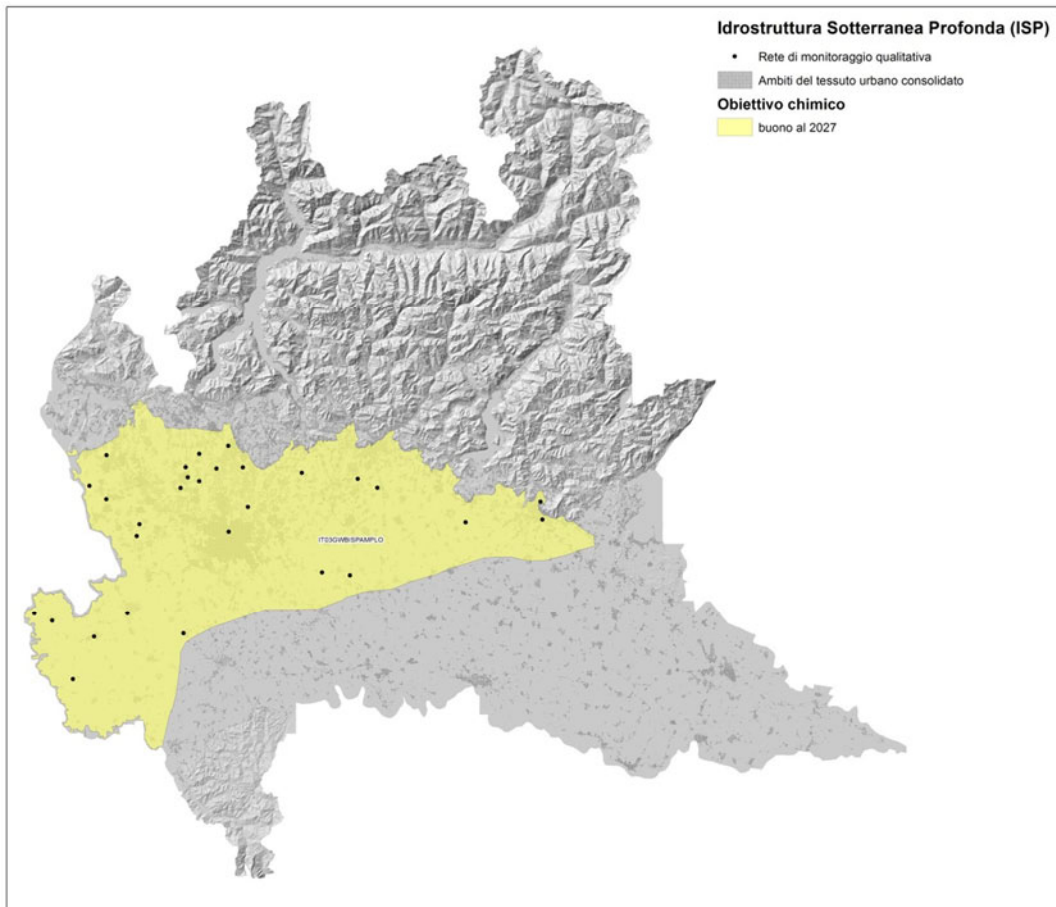 Idrostruttura Sotterranea Profonda (ISP)
Rete di monitoraggio qualitativa
Ambiti del tessuto urbano consolidato
Obiettivo chimico
buono al 2027
IT03GWBISPAMPLO